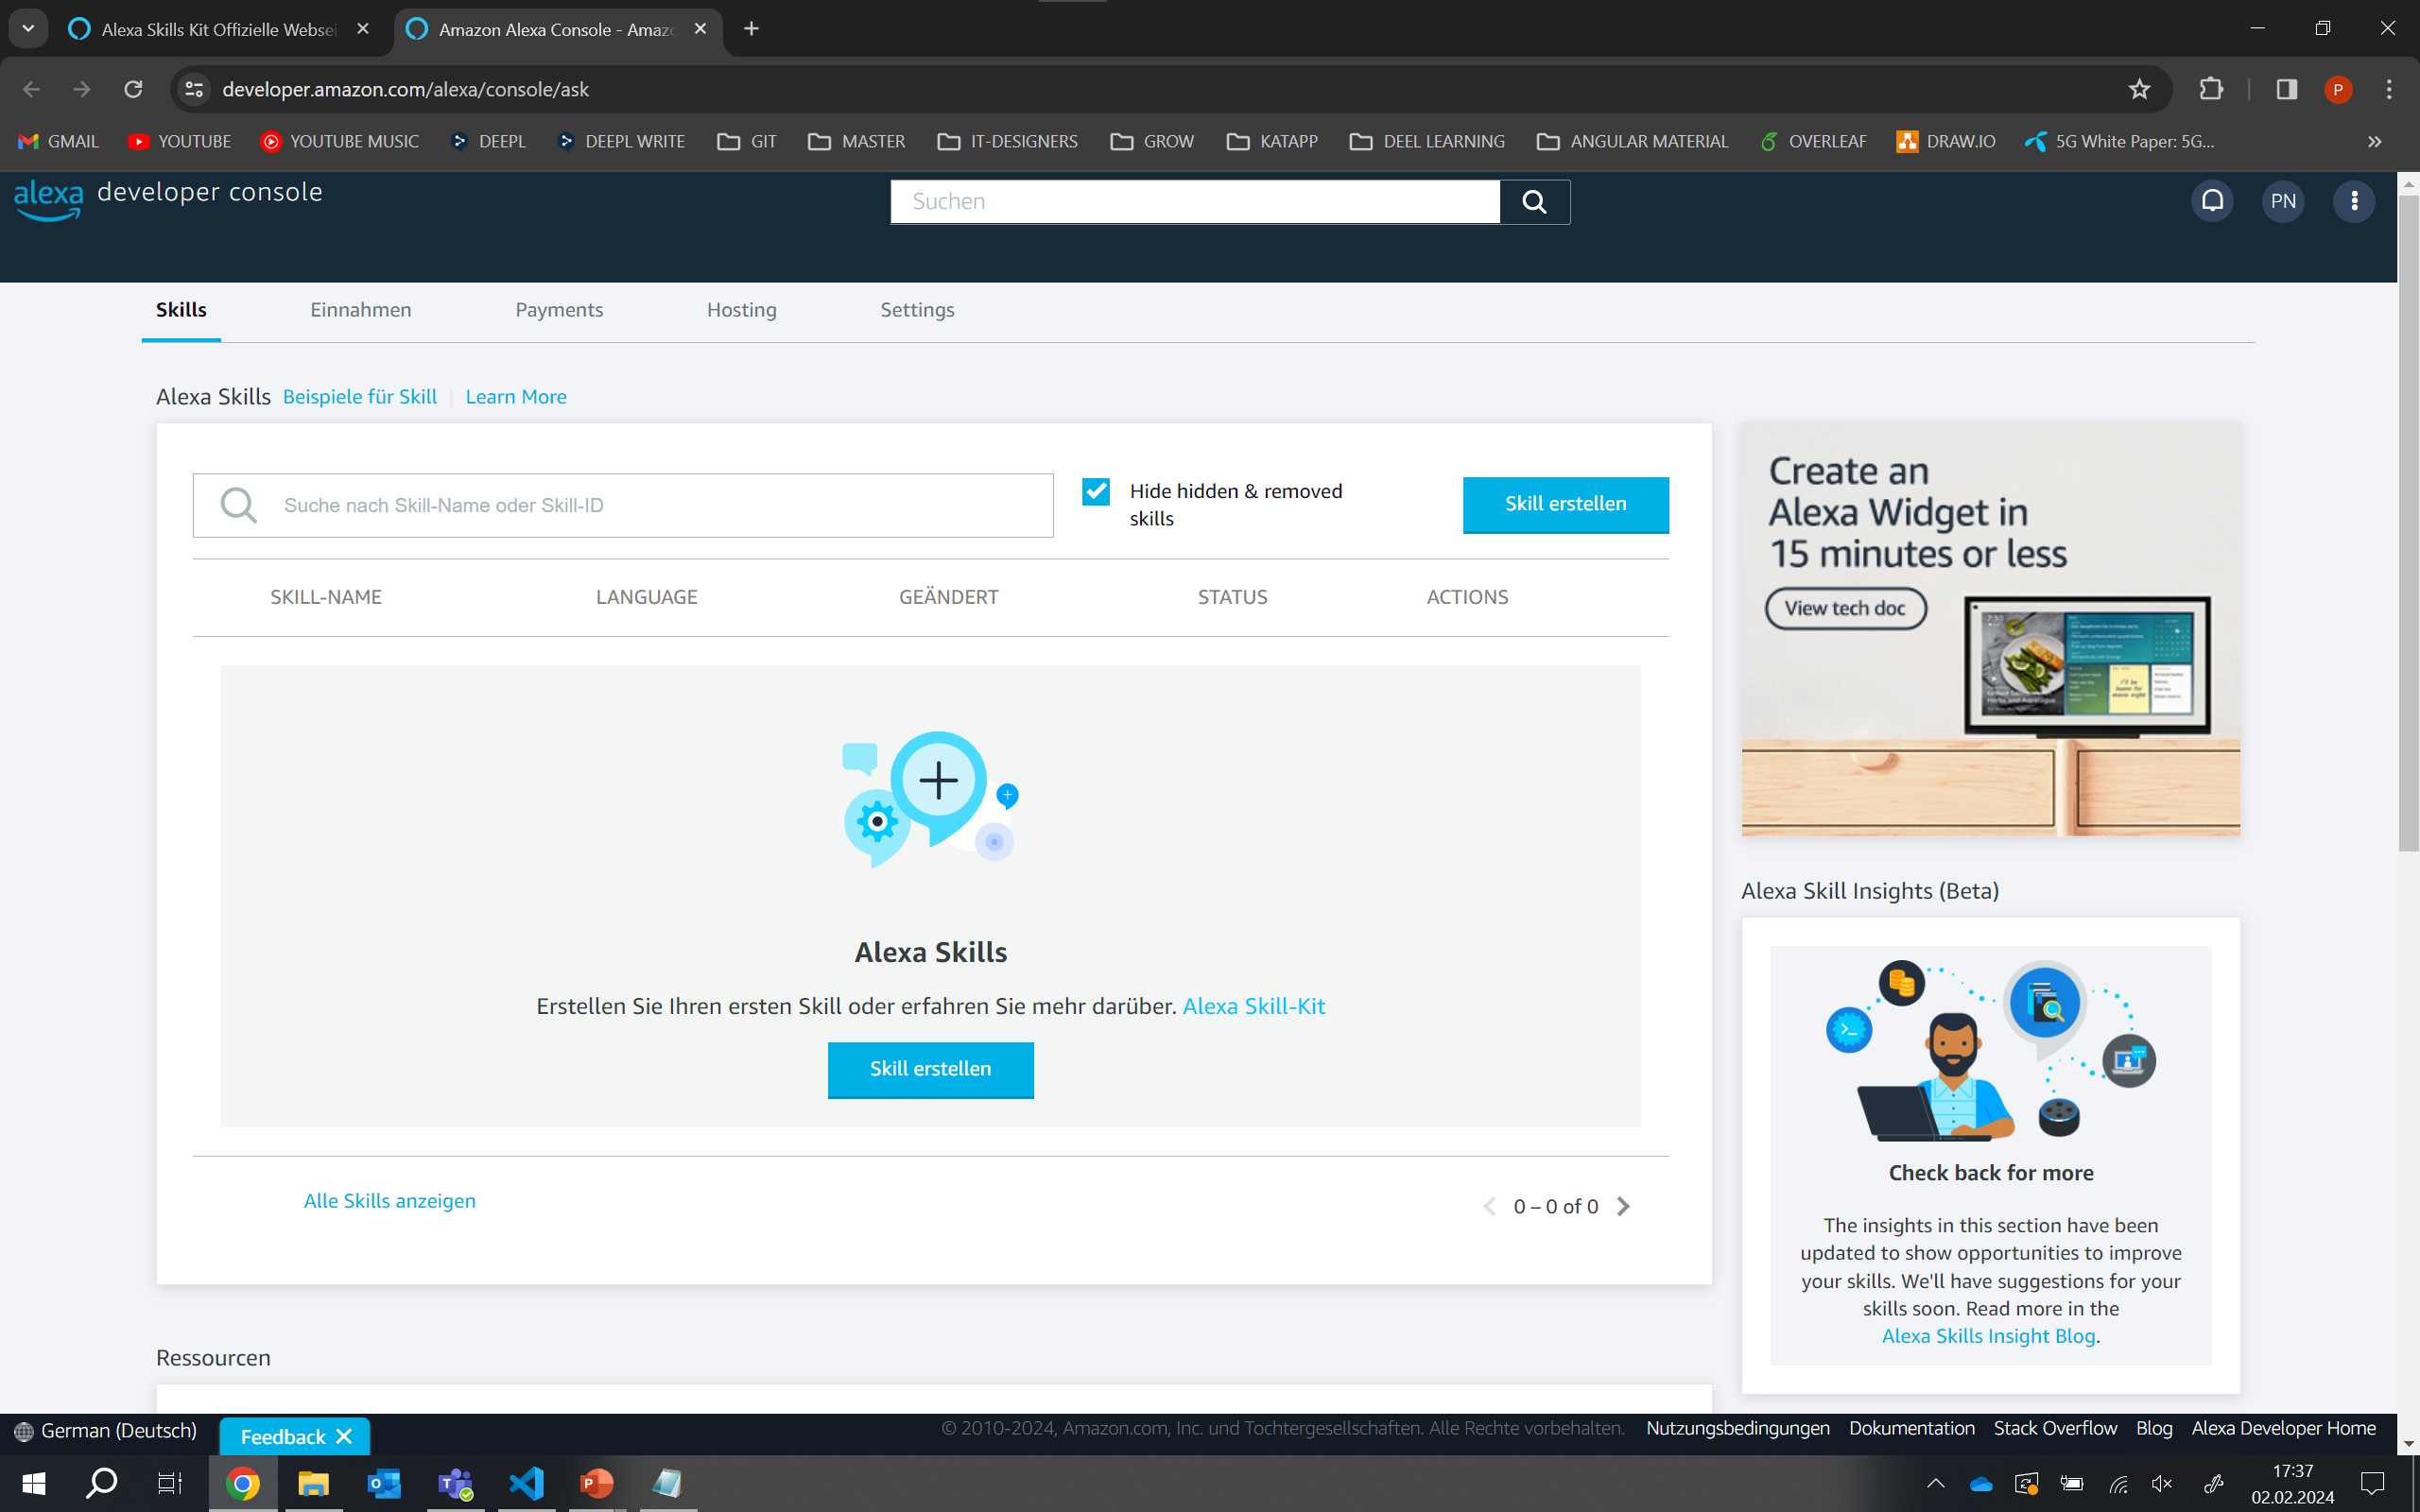 Alexa Skills Kit Offizielle Websei
Amazon Alexa Console - Amaz
developer.amazon.com/alexa/console/ask
P
GMAIL
YOUTUBE
YOUTUBE MUSIC
DEEPL
DEEPL WRITE
GIT
MASTER
IT-DESIGNERS
GROW
KATAPP
DEEL LEARNING
ANGULAR MATERIAL
OVERLEAF
DRAW.IO
5G White Paper: 5G...
alexa developer console
Suchen
PN
Skills
Einnahmen
Payments
Hosting
Settings
Alexa Skills
Beispiele für Skill
Learn More
Suche nach Skill-Name oder Skill-ID
Hide hidden & removed
skills
Skill erstellen
SKILL-NAME
LANGUAGE
GEÄNDERT
STATUS
ACTIONS
Alexa Skills
Erstellen Sie Ihren ersten Skill oder erfahren Sie mehr darüber. Alexa Skill-Kit
Skill erstellen
Alle Skills anzeigen
0 – 0 of 0
Create an
Alexa Widget in
15 minutes or less
View tech doc
Alexa Skill Insights (Beta)
Check back for more
The insights in this section have been
updated to show opportunities to improve
your skills. We'll have suggestions for your
skills soon. Read more in the
Alexa Skills Insight Blog.
Ressourcen
German (Deutsch)
Feedback
© 2010-2024, Amazon.com, Inc. und Tochtergesellschaften. Alle Rechte vorbehalten.
Nutzungsbedingungen
Dokumentation
Stack Overflow
Blog
Alexa Developer Home
17:37
02.02.2024